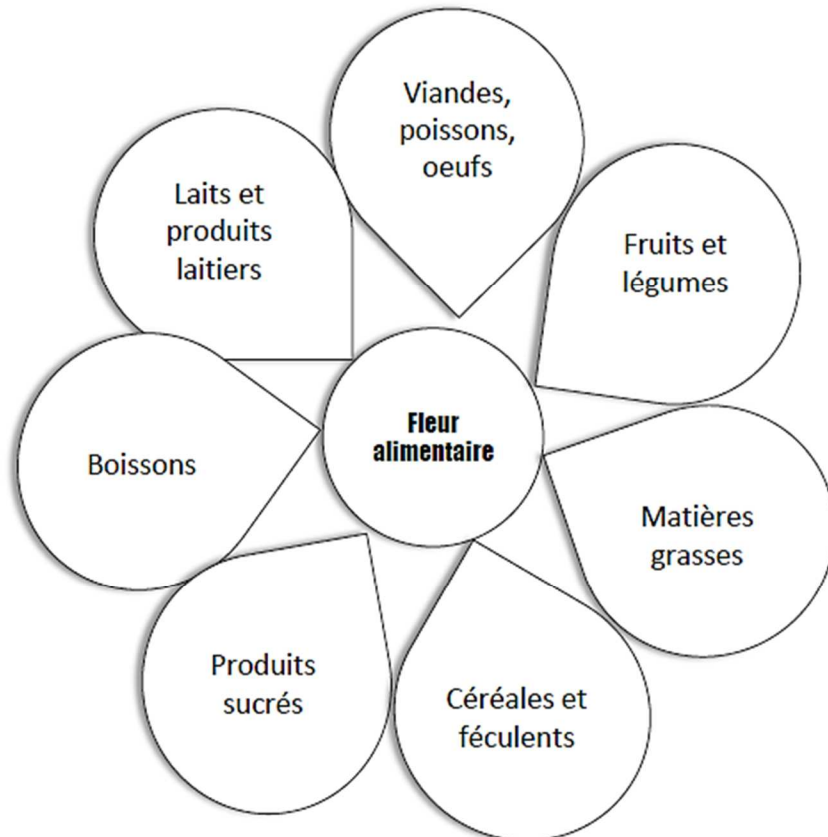 Viandes,
poissons,
oeufs
Laits et
produits
laitiers
Fruits et
légumes
Fleur
alimentaire
Boissons
Matières
grasses
Produits
sucrés
Céréales et
féculents